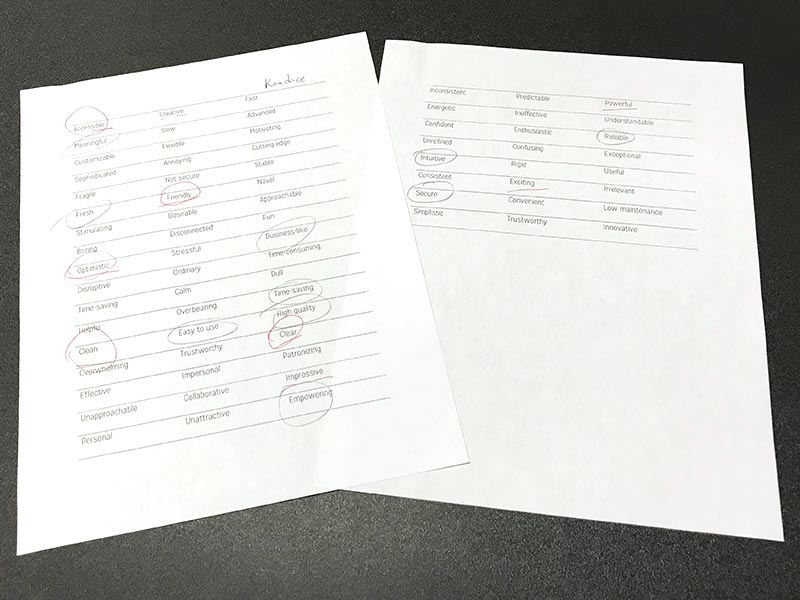 Kandice
Accessible Creative Fast
Meaningful Slow Advanced
Customizable Flexible Motivating
Sophisticated Annoying Cutting edge
Fragile Not secure Stable
Fresh Friendly Novel
Stimulating Desirable Approachable
Boring Disconnected Fun
Optimistic Stressful Business-like
Disruptive Ordinary Time-consuming
Time-saving Calm Dull
Helpful Overbearing Time-saving
Clean Easy to use High quality
Overwhelming Trustworthy Clear
Effective Impersonal Patronizing
Unapproachable Collaborative Impressive
Personal Unattractive Empowering
Inconsistent Predictable Powerful
Energetic Ineffective Understandable
Confident Enthusiastic Reliable
Unrefined Confusing Exceptional
Intuitive Rigid Useful
Consistent Exciting Irrelevant
Secure Convenient Low maintenance
Simplistic Trustworthy Innovative